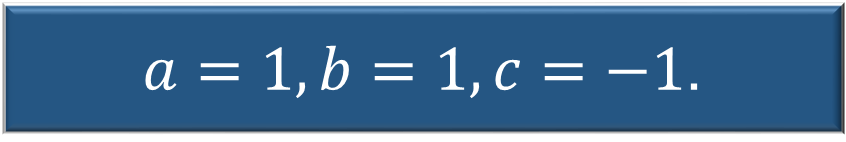 a = 1, b = 1, c = −1.